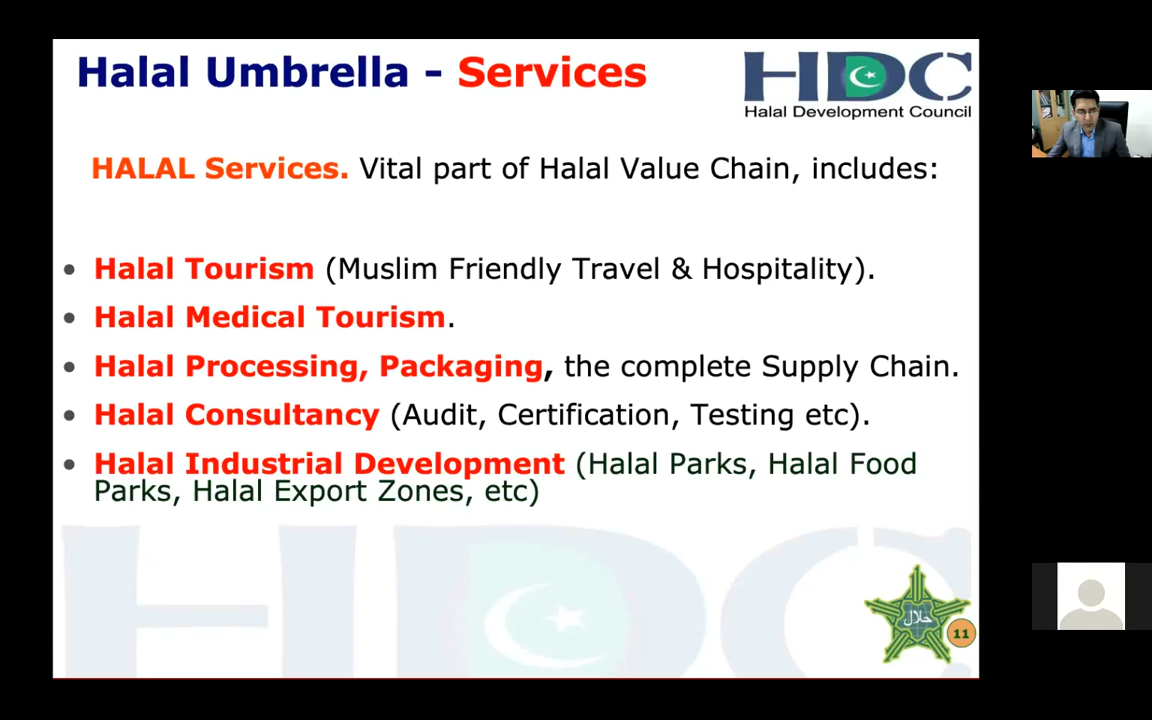 Halal Umbrella - Services
HDC
Halal Development Council
HALAL Services. Vital part of Halal Value Chain, includes:
• Halal Tourism (Muslim Friendly Travel & Hospitality).
• Halal Medical Tourism.
• Halal Processing, Packaging, the complete Supply Chain.
• Halal Consultancy (Audit, Certification, Testing etc).
• Halal Industrial Development (Halal Parks, Halal Food
Parks, Halal Export Zones, etc)
HDC
حلال
11